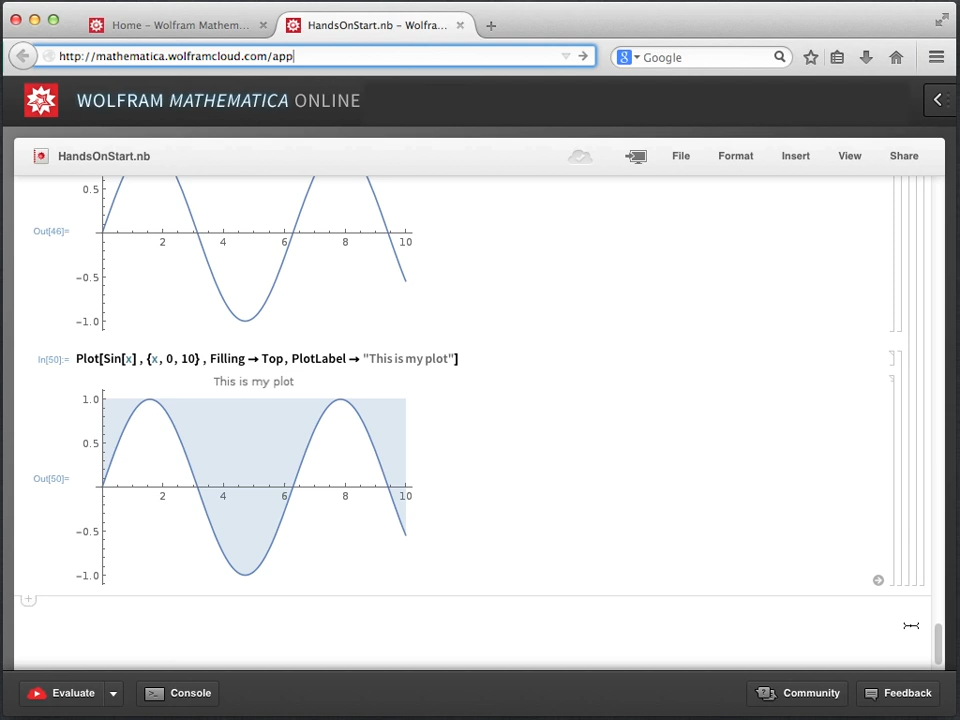 Home – Wolfram Mathem...
HandsOnStart.nb – Wolfra...
http://mathematica.wolframcloud.com/app
Google
WOLFRAM MATHEMATICA ONLINE
HandsOnStart.nb
File
Format
Insert
View
Share
0.5
Out[46]=
2
4
6
8
10
−0.5
−1.0
In[50]:= Plot[Sin[x] , {x, 0, 10} , Filling → Top, PlotLabel → "This is my plot"]
This is my plot
1.0
0.5
Out[50]=
2
4
6
8
10
−0.5
−1.0
Evaluate
Console
Community
Feedback